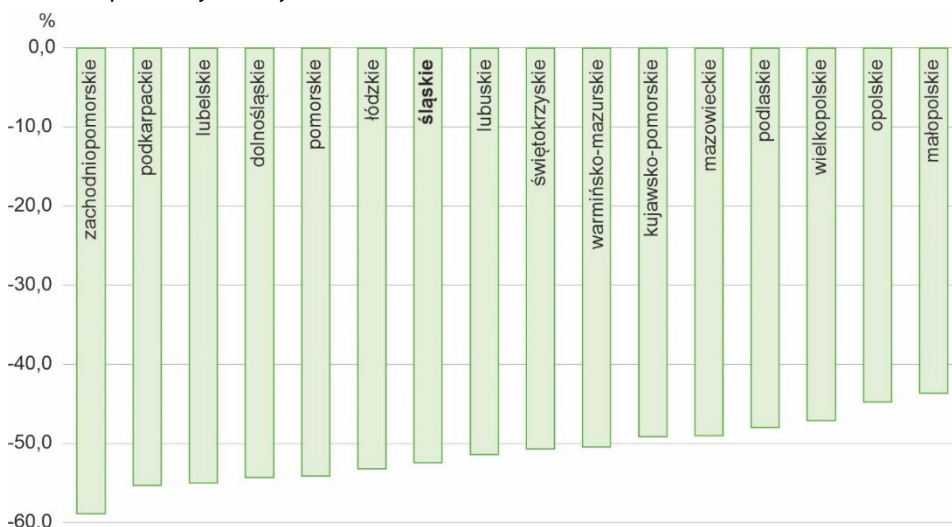 %
0,0
-10,0
-20,0
-30,0
-40,0
-50,0
-60,0
zachodniopomorskie
podkarpackie
lubelskie
dolnośląskie
pomorskie
łódzkie
śląskie
lubuskie
świętokrzyskie
warmińsko-mazurskie
kujawsko-pomorskie
mazowieckie
podlaskie
wielkopolskie
opolskie
małopolskie